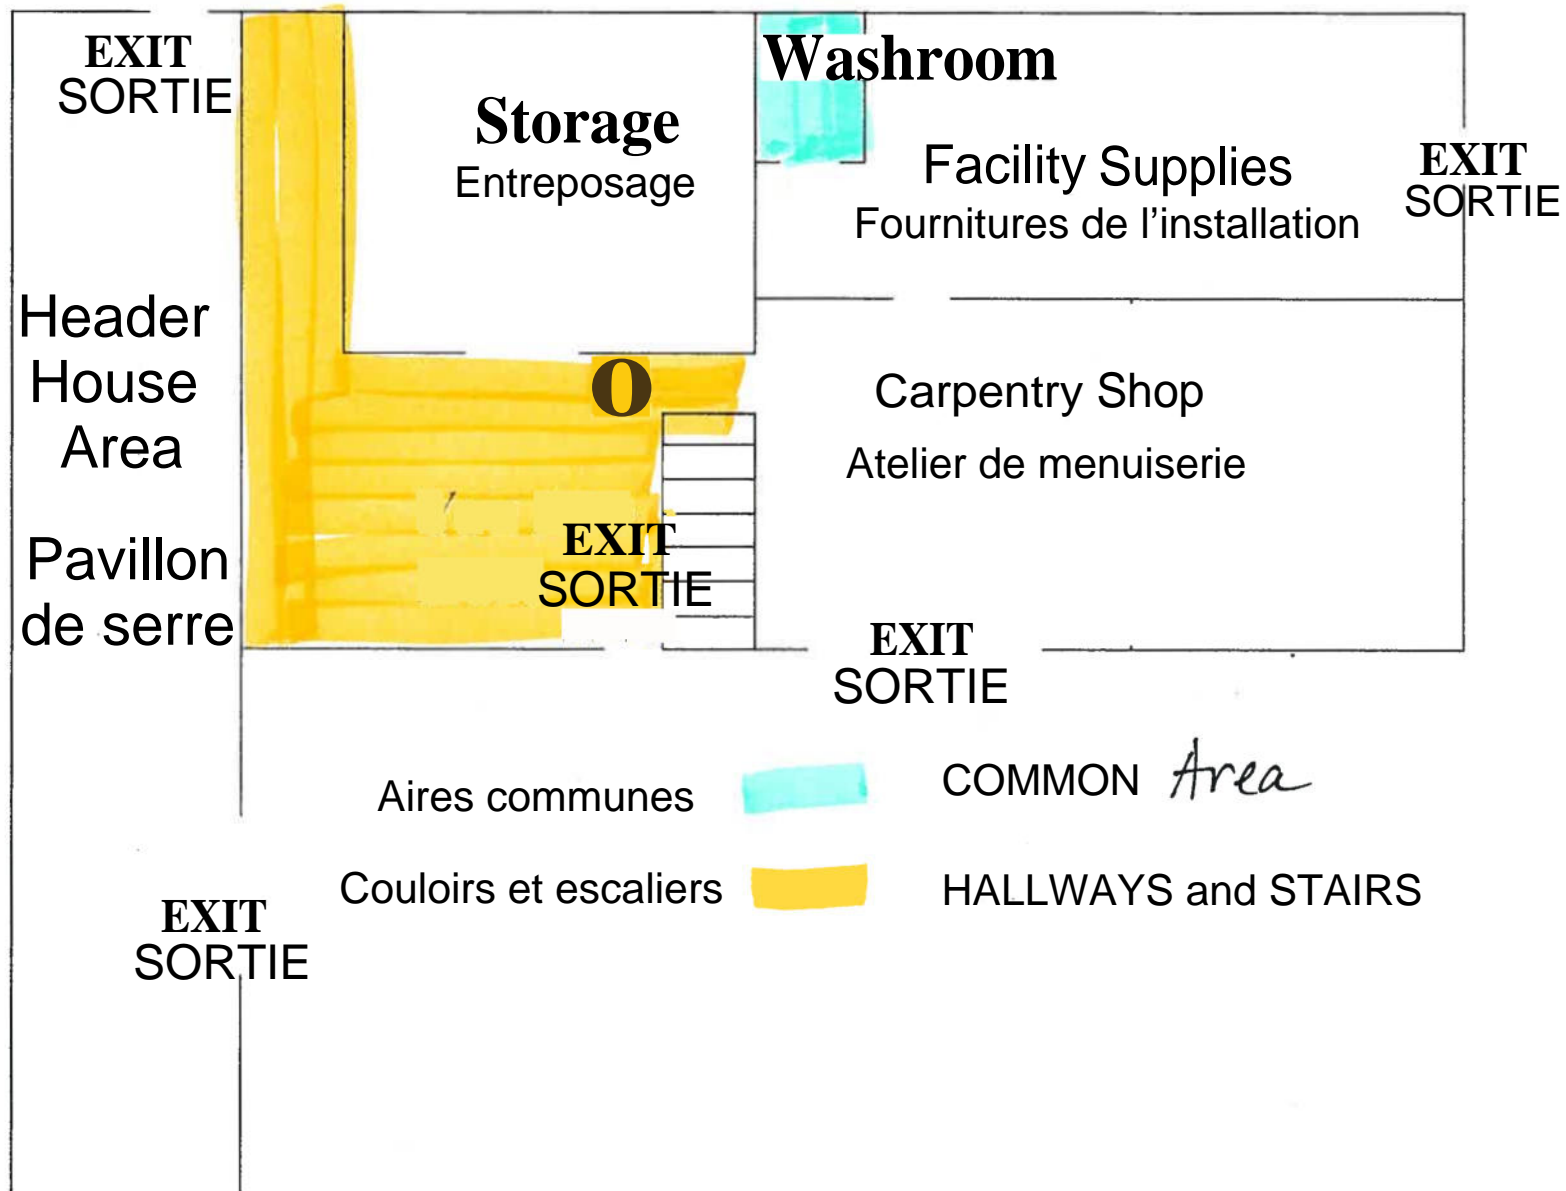 EXIT
SORTIE
Washroom
Storage
Entreposage
Facility Supplies
Fournitures de l'installation
EXIT
SORTIE
Header
House
Area
Pavillon
de serre
O
Carpentry Shop
Atelier de menuiserie
EXIT
SORTIE
EXIT
SORTIE
Aires communes
COMMON Area
Couloirs et escaliers
HALLWAYS and STAIRS
EXIT
SORTIE